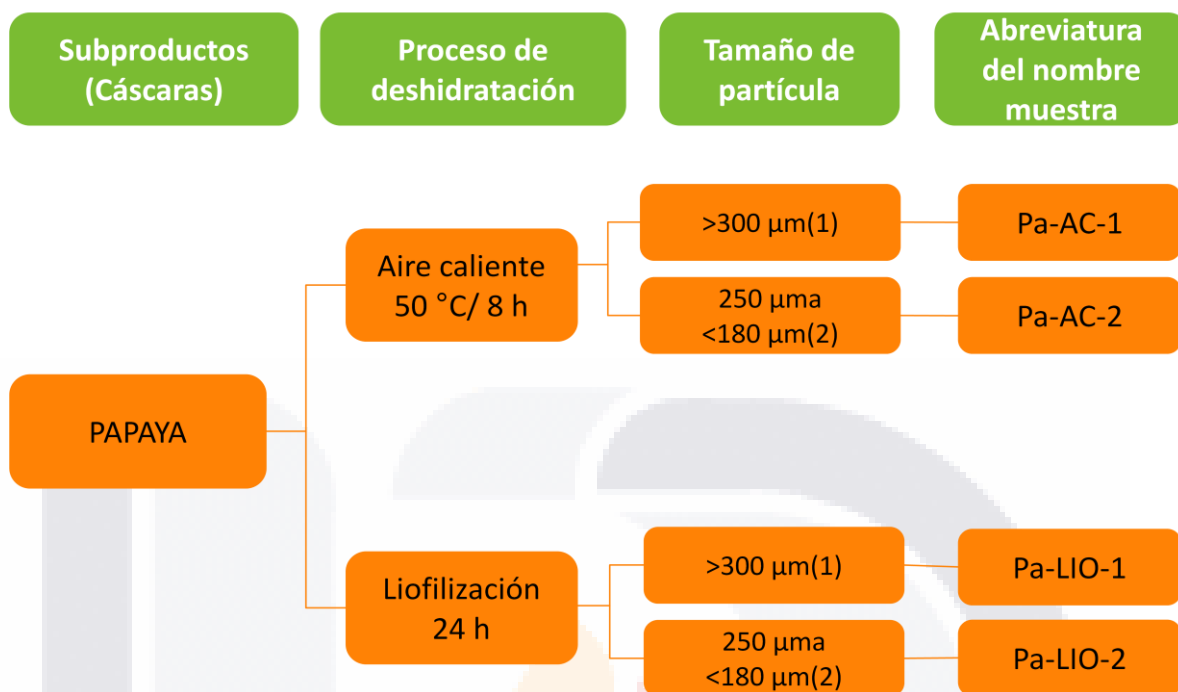 Subproductos
(Cáscaras)
Proceso de
deshidratación
Tamaño de
partícula
Abreviatura
del nombre
muestra
>300 µm(1)
Pa-AC-1
Aire caliente
50 °C/ 8 h
250 µma
<180 µm(2)
Pa-AC-2
PAPAYA
>300 µm(1)
Pa-LIO-1
Liofilización
24 h
250 µma
<180 µm(2)
Pa-LIO-2